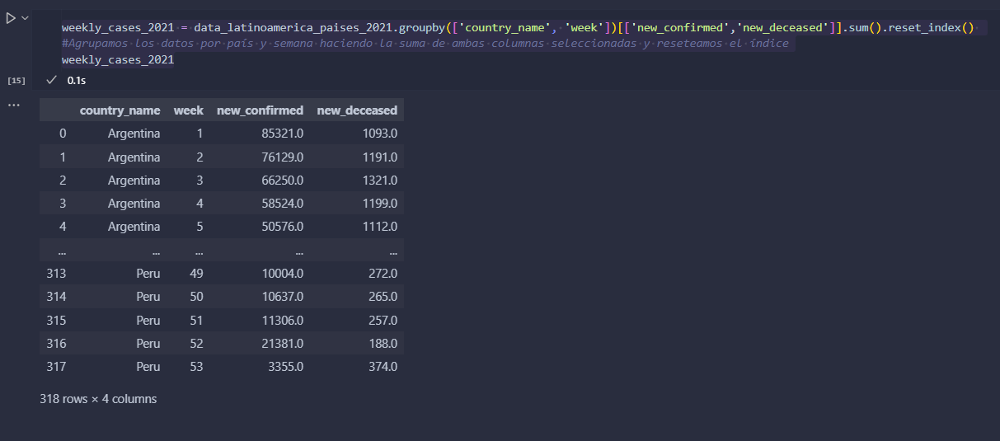 weekly_cases_2021 = data_latinoamerica_paises_2021.groupby(['country_name', 'week'])[['new_confirmed','new_deceased']].sum().reset_index()
#Agrupamos los datos por país y semana haciendo la suma de ambas columnas seleccionadas y reseteamos el índice
weekly_cases_2021
[15] ✓ 0.1s
...
country_name week new_confirmed new_deceased
0 Argentina 1 85321.0 1093.0
1 Argentina 2 76129.0 1191.0
2 Argentina 3 66250.0 1321.0
3 Argentina 4 58524.0 1199.0
4 Argentina 5 50576.0 1112.0
... ... ... ... ...
313 Peru 49 10004.0 272.0
314 Peru 50 10637.0 265.0
315 Peru 51 11306.0 257.0
316 Peru 52 21381.0 188.0
317 Peru 53 3355.0 374.0
318 rows × 4 columns